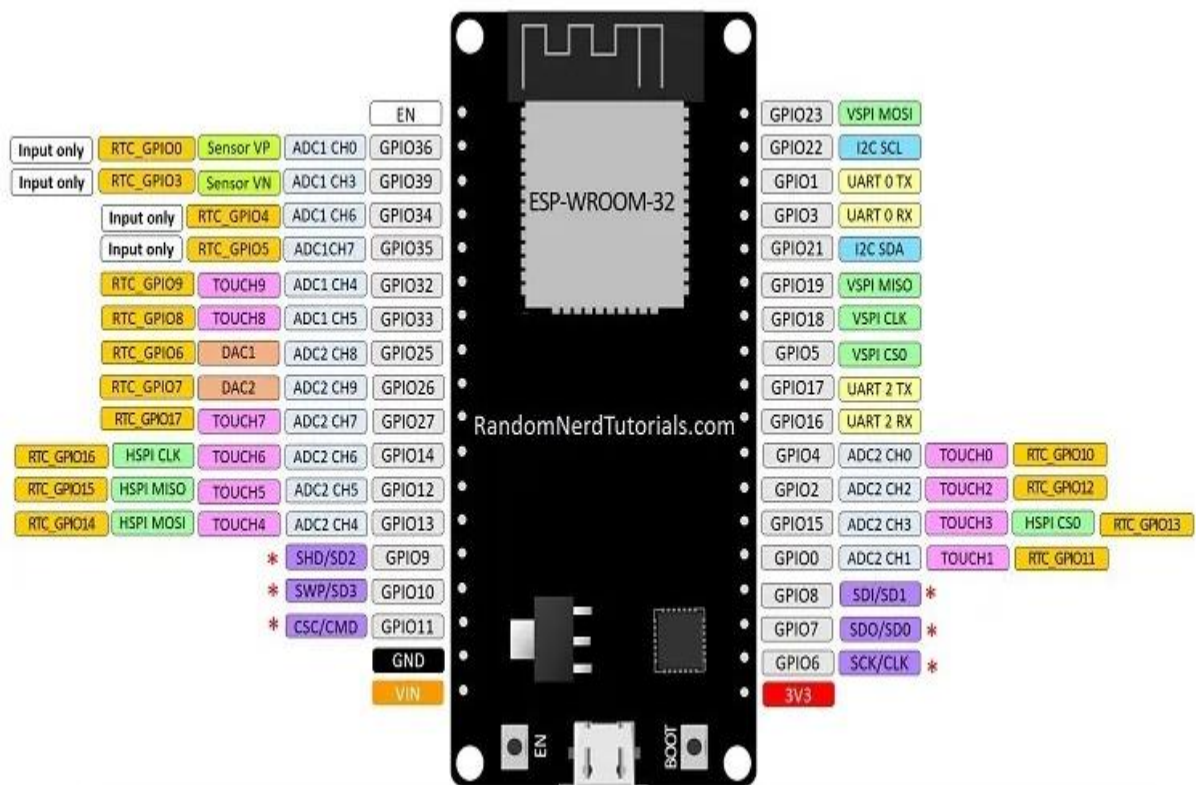 EN GPIO23 VSPI MOSI
Input only RTC_GPIO0 Sensor VP ADC1 CH0 GPIO36 GPIO22 I2C SCL
Input only RTC_GPIO3 Sensor VN ADC1 CH3 GPIO39 GPIO1 UART 0 TX
Input only RTC_GPIO4 ADC1 CH6 GPIO34 ESP-WROOM-32 GPIO3 UART 0 RX
Input only RTC_GPIO5 ADC1CH7 GPIO35 GPIO21 I2C SDA
RTC_GPIO9 TOUCH9 ADC1 CH4 GPIO32 GPIO19 VSPI MISO
RTC_GPIO8 TOUCH8 ADC1 CH5 GPIO33 GPIO18 VSPI CLK
RTC_GPIO6 DAC1 ADC2 CH8 GPIO25 GPIO5 VSPI CS0
RTC_GPIO7 DAC2 ADC2 CH9 GPIO26 GPIO17 UART 2 TX
RTC_GPIO17 TOUCH7 ADC2 CH7 GPIO27 RandomNerdTutorials.com GPIO16 UART 2 RX
RTC_GPIO16 HSPI CLK TOUCH6 ADC2 CH6 GPIO14 GPIO4 ADC2 CH0 TOUCH0 RTC_GPIO10
RTC_GPIO15 HSPI MISO TOUCH5 ADC2 CH5 GPIO12 GPIO2 ADC2 CH2 TOUCH2 RTC_GPIO12
RTC_GPIO14 HSPI MOSI TOUCH4 ADC2 CH4 GPIO13 GPIO15 ADC2 CH3 TOUCH3 HSPI CS0 RTC_GPIO13
* SHD/SD2 GPIO9 GPIO0 ADC2 CH1 TOUCH1 RTC_GPIO11
* SWP/SD3 GPIO10 GPIO8 SDI/SD1 *
* CSC/CMD GPIO11 GPIO7 SDO/SD0 *
GND GPIO6 SCK/CLK *
VIN 3V3
EN BOOT